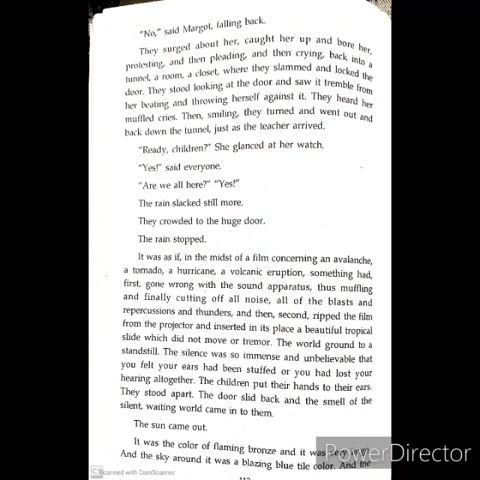 "No," said Margot, falling back.
They surged about her, caught her up and bore her,
protesting, and then pleading, and then crying, back into a
tunnel, a room, a closet, where they slammed and locked the
door. They stood looking at the door and saw it tremble from
her beating and throwing herself against it. They heard her
muffled cries. Then, smiling, they turned and went out and
back down the tunnel, just as the teacher arrived.
"Ready, children?" She glanced at her watch.
"Yes!" said everyone.
"Are we all here?" "Yes!"
The rain slacked still more.
They crowded to the huge door.
The rain stopped.
It was as if, in the midst of a film concerning an avalanche,
a tornado, a hurricane, a volcanic eruption, something had,
first, gone wrong with the sound apparatus, thus muffling
and finally cutting off all noise, all of the blasts and
repercussions and thunders, and then, second, ripped the film
from the projector and inserted in its place a beautiful tropical
slide which did not move or tremor. The world ground to a
standstill. The silence was so immense and unbelievable that
you felt your ears had been stuffed or you had lost your
hearing altogether. The children put their hands to their ears.
They stood apart. The door slid back and the smell of the
silent, waiting world came in to them.
The sun came out.
It was the color of flaming bronze and it was very
And the sky around it was a blazing blue tile color. And the
PowerDirector
CS Scanned with CamScanner